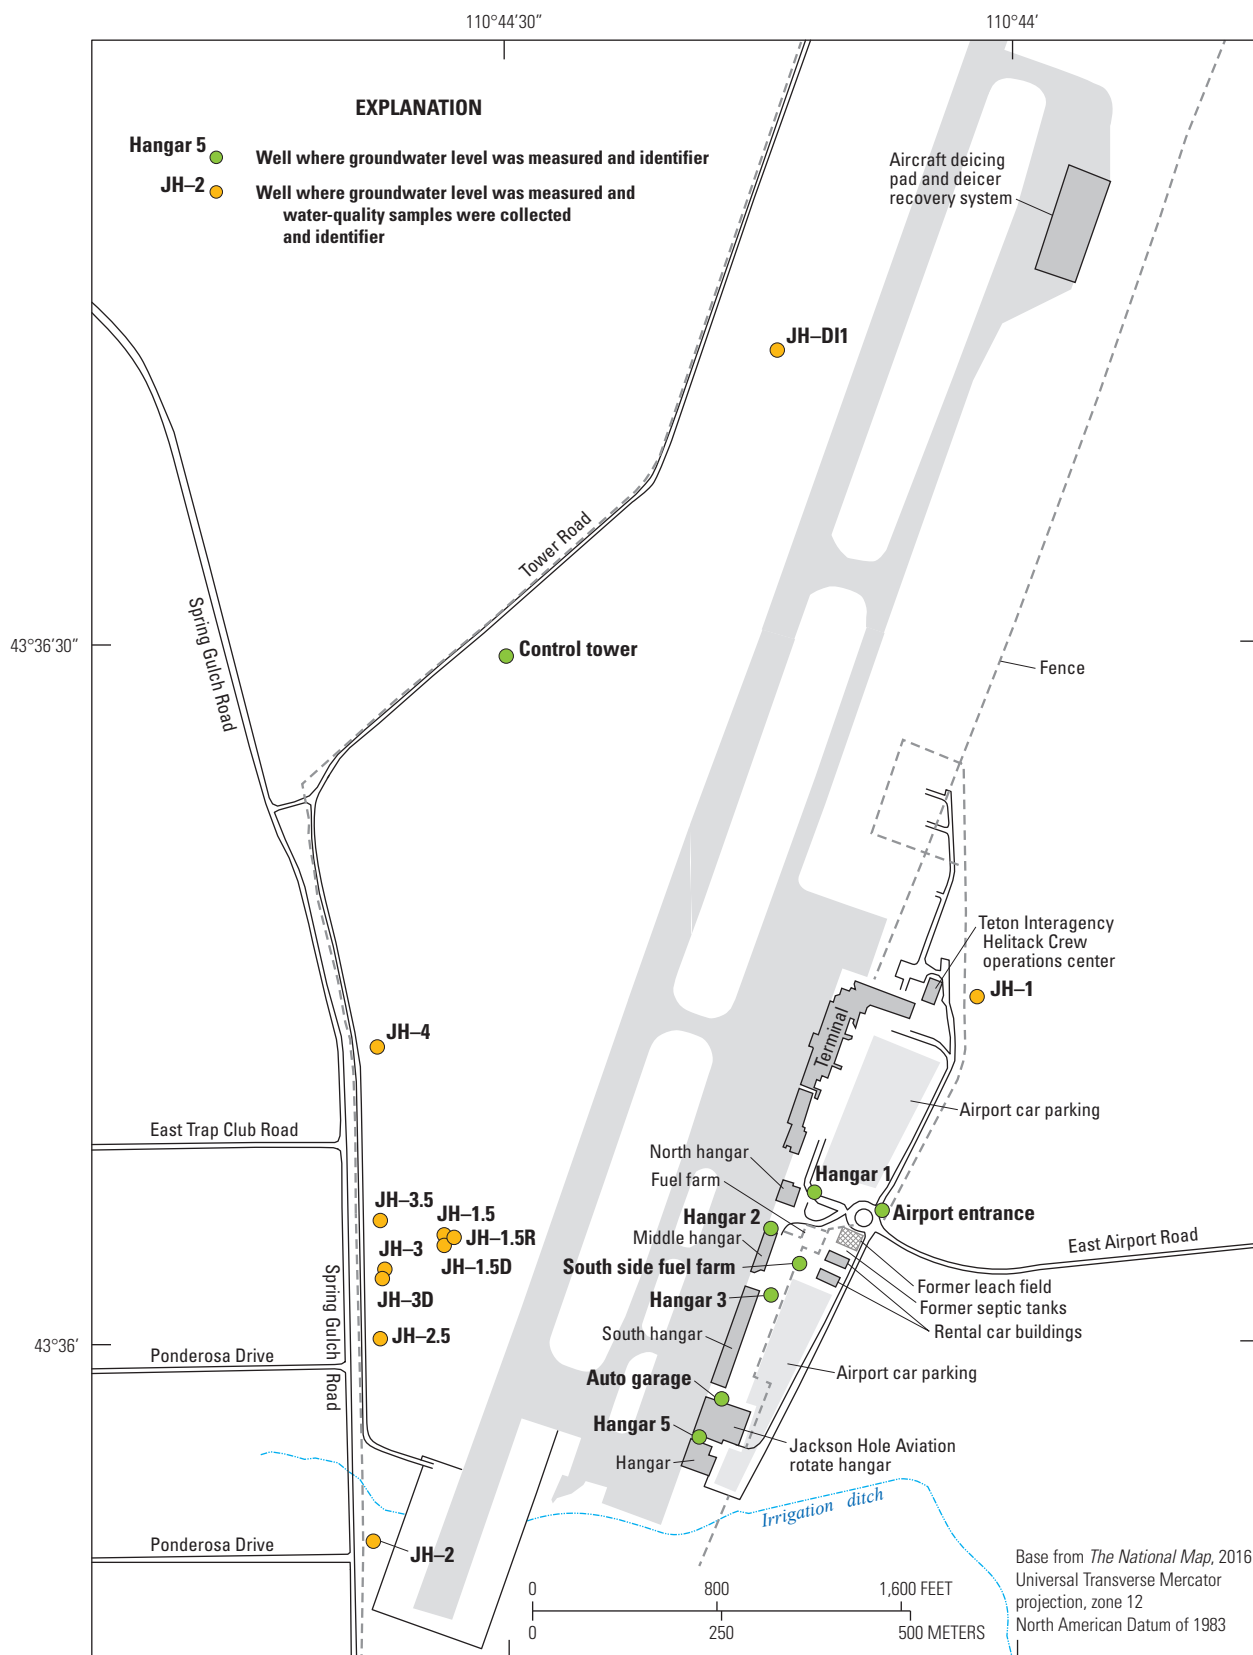 110°44'30"
110°44'
EXPLANATION
Hangar 5
Well where groundwater level was measured and identifier
JH–2
Well where groundwater level was measured and
water-quality samples were collected
and identifier
Aircraft deicing
pad and deicer
recovery system
JH–DI1
Tower Road
Spring Gulch Road
43°36'30"
Control tower
Fence
Teton Interagency
Helitack Crew
operations center
JH–1
Terminal
JH–4
Airport car parking
East Trap Club Road
North hangar
Fuel farm
Hangar 1
JH–3.5
JH–1.5
JH–1.5R
JH–1.5D
Hangar 2
Middle hangar
Airport entrance
East Airport Road
JH–3
JH–3D
South side fuel farm
Former leach field
Former septic tanks
Rental car buildings
Hangar 3
South hangar
JH–2.5
43°36'
Ponderosa Drive
Spring Gulch
Road
Airport car parking
Auto garage
Hangar 5
Hangar
Jackson Hole Aviation
rotate hangar
Irrigation ditch
Ponderosa Drive
JH–2
0 800 1,600 FEET
0 250 500 METERS
Base from The National Map, 2016
Universal Transverse Mercator
projection, zone 12
North American Datum of 1983